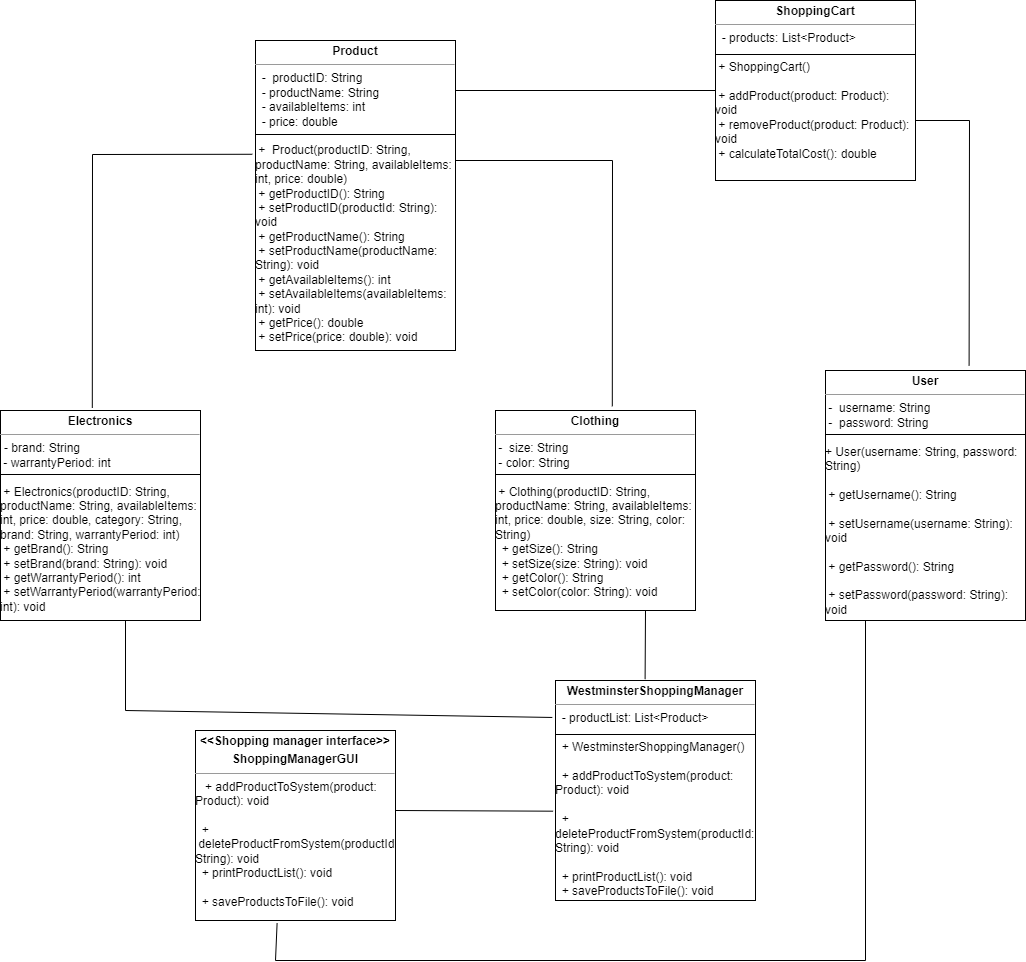 ShoppingCart
- products: List<Product>
+ ShoppingCart()
+ addProduct(product: Product):
void
+ removeProduct(product: Product):
void
+ calculateTotalCost(): double
Product
- productID: String
- productName: String
- availableItems: int
- price: double
+ Product(productID: String,
productName: String, availableItems:
int, price: double)
+ getProductID(): String
+ setProductID(productId: String):
void
+ getProductName(): String
+ setProductName(productName:
String): void
+ getAvailableItems(): int
+ setAvailableItems(availableItems:
int): void
+ getPrice(): double
+ setPrice(price: double): void
Electronics
- brand: String
- warrantyPeriod: int
+ Electronics(productID: String,
productName: String, availableItems:
int, price: double, category: String,
brand: String, warrantyPeriod: int)
+ getBrand(): String
+ setBrand(brand: String): void
+ getWarrantyPeriod(): int
+ setWarrantyPeriod(warrantyPeriod:
int): void
Clothing
- size: String
- color: String
+ Clothing(productID: String,
productName: String, availableItems:
int, price: double, size: String, color:
String)
+ getSize(): String
+ setSize(size: String): void
+ getColor(): String
+ setColor(color: String): void
User
- username: String
- password: String
+ User(username: String, password:
String)
+ getUsername(): String
+ setUsername(username: String):
void
+ getPassword(): String
+ setPassword(password: String):
void
WestminsterShoppingManager
- productList: List<Product>
+ WestminsterShoppingManager()
+ addProductToSystem(product:
Product): void
+
deleteProductFromSystem(productId:
String): void
+ printProductList(): void
+ saveProductsToFile(): void
<<Shopping manager interface>>
ShoppingManagerGUI
+ addProductToSystem(product:
Product): void
+
deleteProductFromSystem(productId
String): void
+ printProductList(): void
+ saveProductsToFile(): void